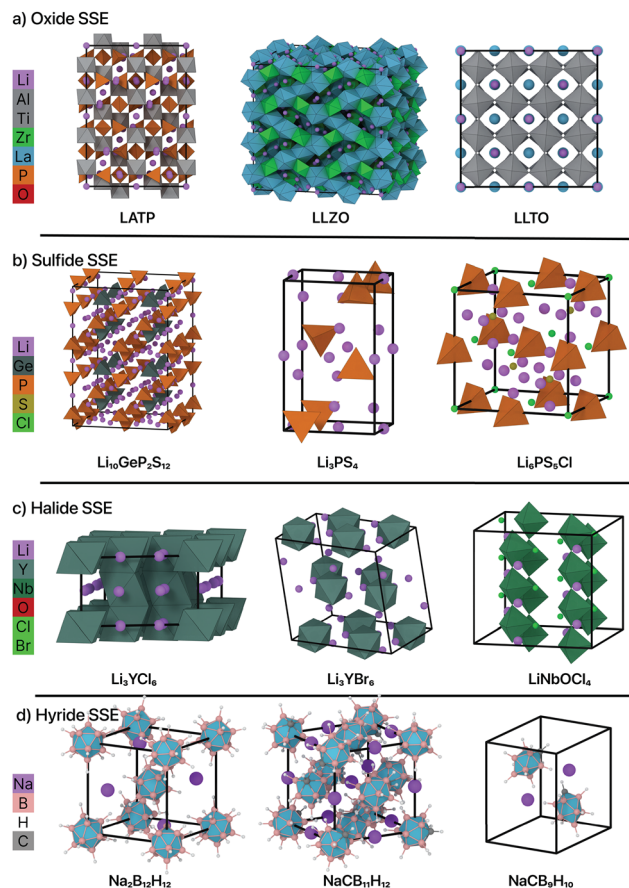 a) Oxide SSE
Li
Al
Ti
Zr
La
P
O
LATP
LLZO
LLTO
b) Sulfide SSE
Li
Ge
P
S
Cl
Li₁₀GeP₂S₁₂
Li₃PS₄
Li₆PS₅Cl
c) Halide SSE
Li
Y
Nb
O
Cl
Br
Li₃YCl₆
Li₃YBr₆
LiNbOCl₄
d) Hyride SSE
Na
B
H
C
Na₂B₁₂H₁₂
NaCB₁₁H₁₂
NaCB₉H₁₀